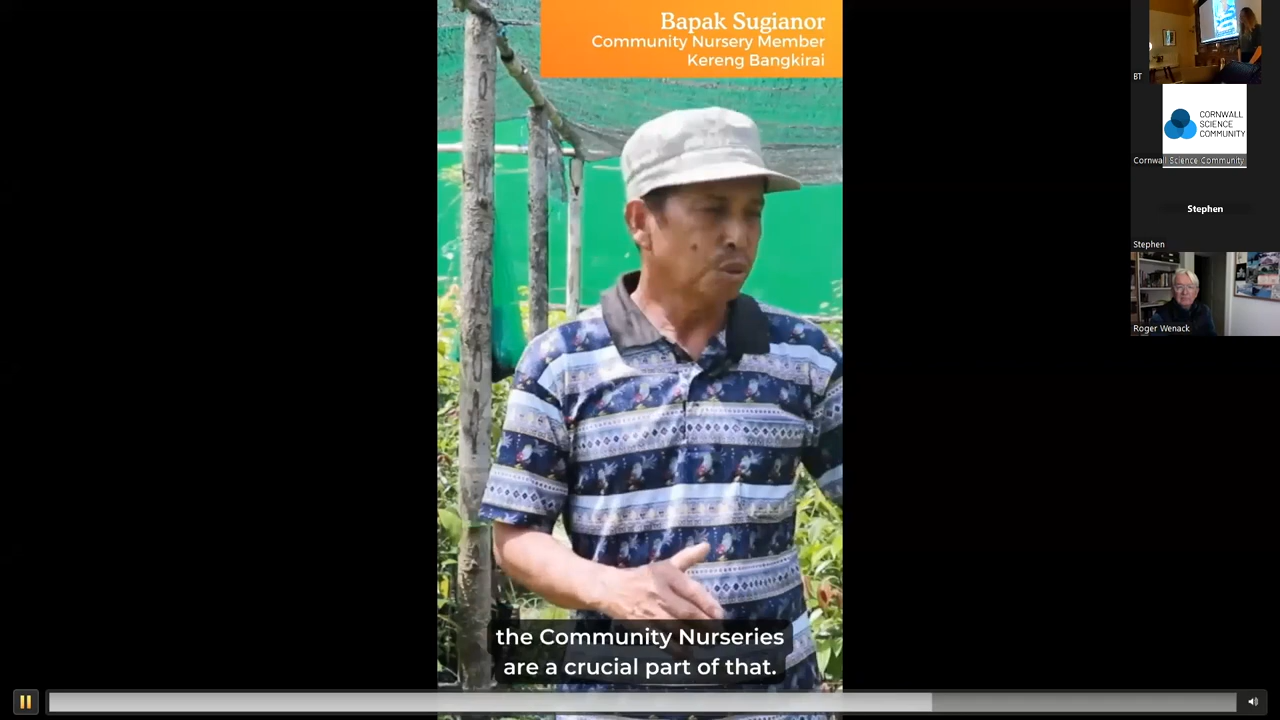 Bapak Sugianor
Community Nursery Member
Kereng Bangkirai
BT
CORNWALL
SCIENCE
COMMUNITY
Cornwall Science Community
Stephen
Stephen
Roger Wenack
the Community Nurseries
are a crucial part of that.